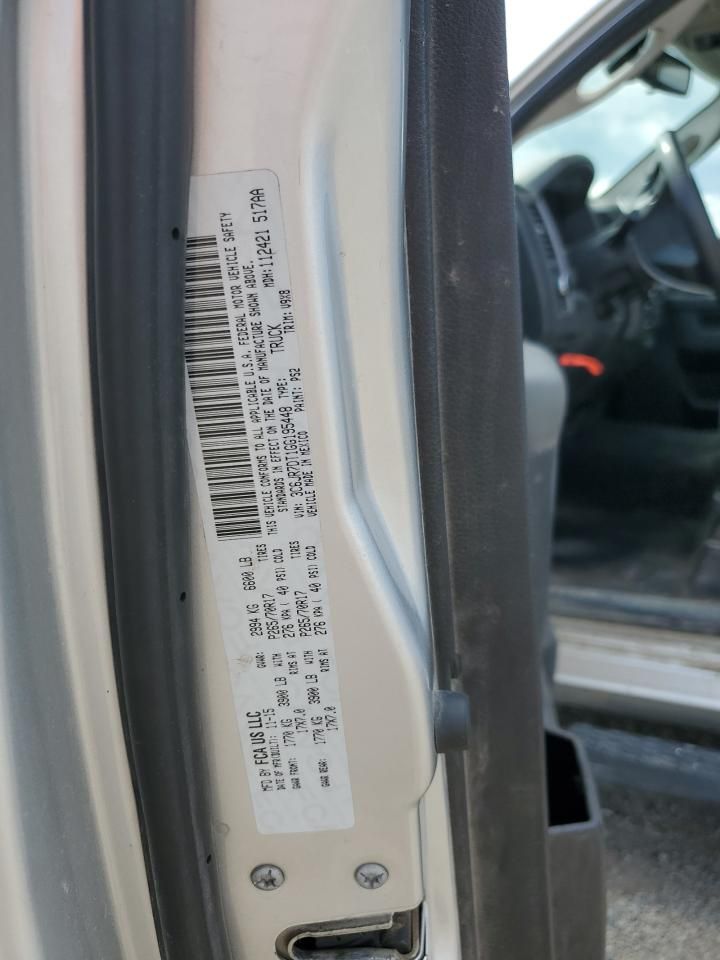 MFD BY FCA US LLC
DATE OF MFR(BUILT): 11-15 GVWR: 2994 KG 6600 LB
GAWR FRONT: 1770 KG 3900 LB WITH P265/70R17 TIRES
17X7.0 RIMS AT 276 KPA ( 40 PSI) COLD
GAWR REAR: 1770 KG 3900 LB WITH P265/70R17 TIRES
17X7.0 RIMS AT 276 KPA ( 40 PSI) COLD
THIS VEHICLE CONFORMS TO ALL APPLICABLE U.S.A. FEDERAL MOTOR VEHICLE SAFETY
STANDARDS IN EFFECT ON THE DATE OF MANUFACTURE SHOWN ABOVE.
VIN: 3C6JR7DT1GG195448 TYPE: TRUCK MDH: 112421 517AA
VEHICLE MADE IN MEXICO PAINT: PS2 TRIM: V9X8